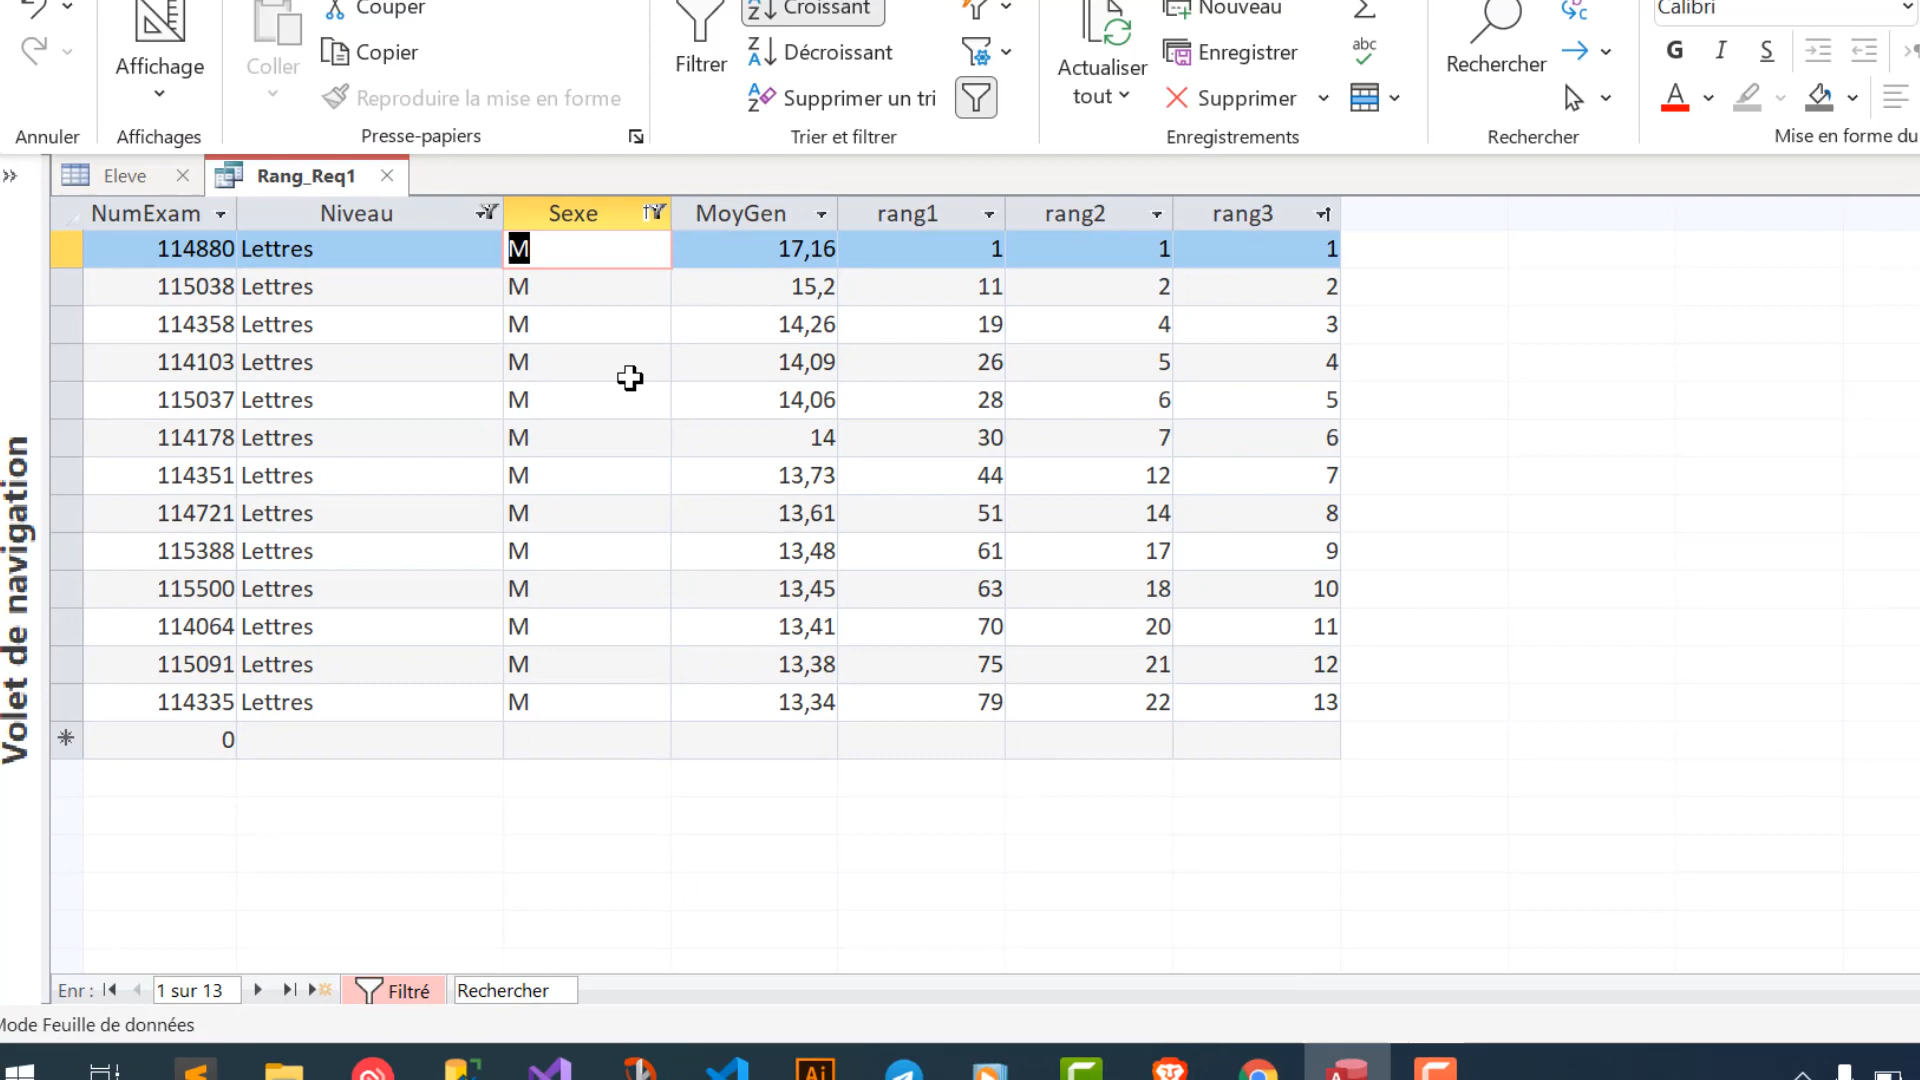 Couper
Croissant
Nouveau
Calibri
Affichage
Coller
Copier
Filtrer
Décroissant
Actualiser
tout
Enregistrer
abc
Rechercher
G I S
Reproduire la mise en forme
Supprimer un tri
Supprimer
A
Annuler
Affichages
Presse-papiers
Trier et filtrer
Enregistrements
Rechercher
Mise en forme du
Eleve
Rang_Req1
NumExam Niveau Sexe MoyGen rang1 rang2 rang3
114880 Lettres M 17,16 1 1 1
115038 Lettres M 15,2 11 2 2
114358 Lettres M 14,26 19 4 3
114103 Lettres M 14,09 26 5 4
115037 Lettres M 14,06 28 6 5
114178 Lettres M 14 30 7 6
114351 Lettres M 13,73 44 12 7
114721 Lettres M 13,61 51 14 8
115388 Lettres M 13,48 61 17 9
115500 Lettres M 13,45 63 18 10
114064 Lettres M 13,41 70 20 11
115091 Lettres M 13,38 75 21 12
114335 Lettres M 13,34 79 22 13
0
Volet de navigation
Enr : 1 sur 13 Filtré Rechercher
Mode Feuille de données
Ai